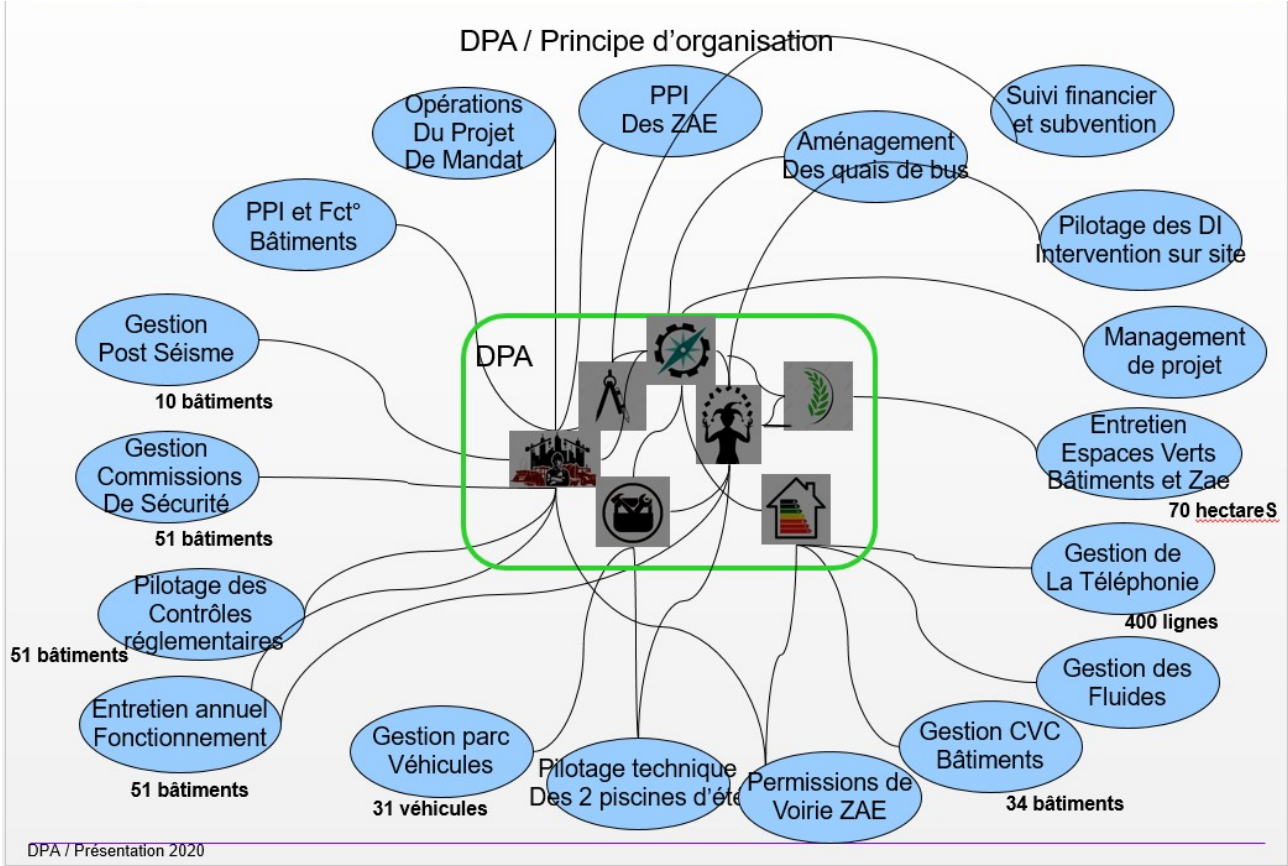 DPA / Principe d'organisation
Opérations
Du Projet
De Mandat
PPI
Des ZAE
Aménagement
Des quais de bus
Suivi financier
et subvention
PPI et Fct°
Bâtiments
Pilotage des DI
Intervention sur site
Gestion
Post Séisme
10 bâtiments
Management
de projet
DPA
Gestion
Commissions
De Sécurité
51 bâtiments
Entretien
Espaces Verts
Bâtiments et Zae
70 hectareS
Gestion de
La Téléphonie
400 lignes
Pilotage des
Contrôles
réglementaires
51 bâtiments
Gestion des
Fluides
Entretien annuel
Fonctionnement
51 bâtiments
Gestion parc
Véhicules
31 véhicules
Pilotage technique
Des 2 piscines d'été
Permissions de
Voirie ZAE
Gestion CVC
Bâtiments
34 bâtiments
DPA / Présentation 2020